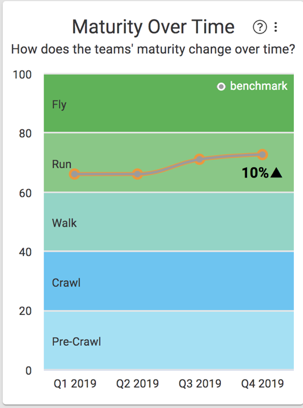 Maturity Over Time ?
How does the teams' maturity change over time?
100
benchmark
Fly
80
Run
10%▲
60
Walk
40
Crawl
20
Pre-Crawl
0
Q1 2019 Q2 2019 Q3 2019 Q4 2019